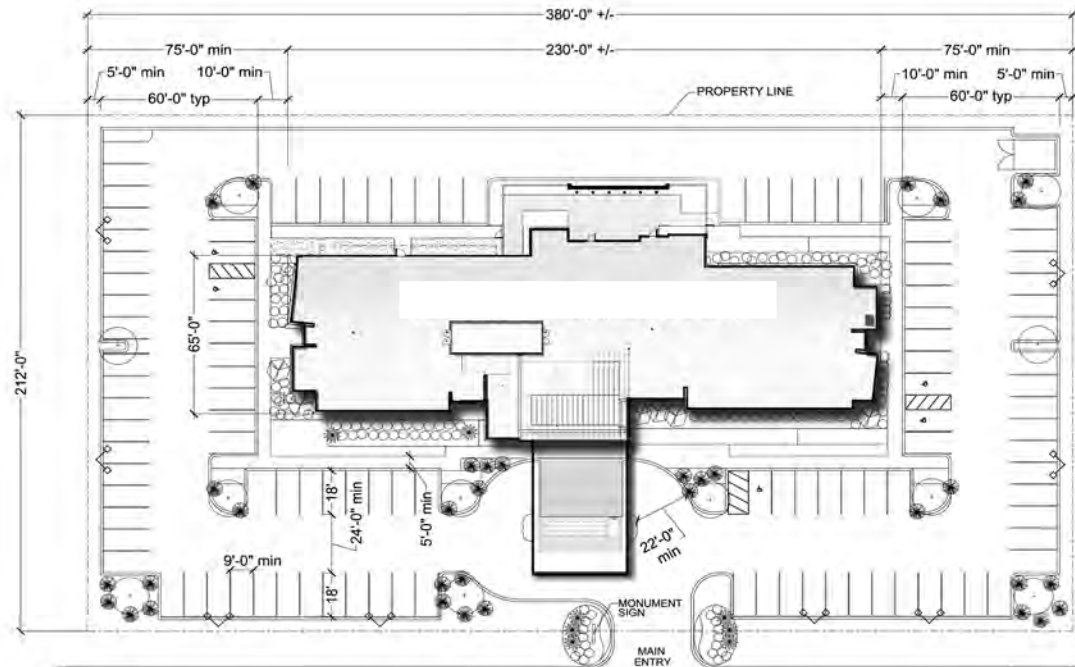 380'-0" +/-
75'-0" min
230'-0" +/-
75'-0" min
5'-0" min
10'-0" min
10'-0" min
5'-0" min
60'-0" typ
60'-0" typ
PROPERTY LINE
212'-0"
65'-0"
18'
24'-0" min
5'-0" min
22'-0"
min
9'-0" min
18'
MONUMENT
SIGN
MAIN
ENTRY